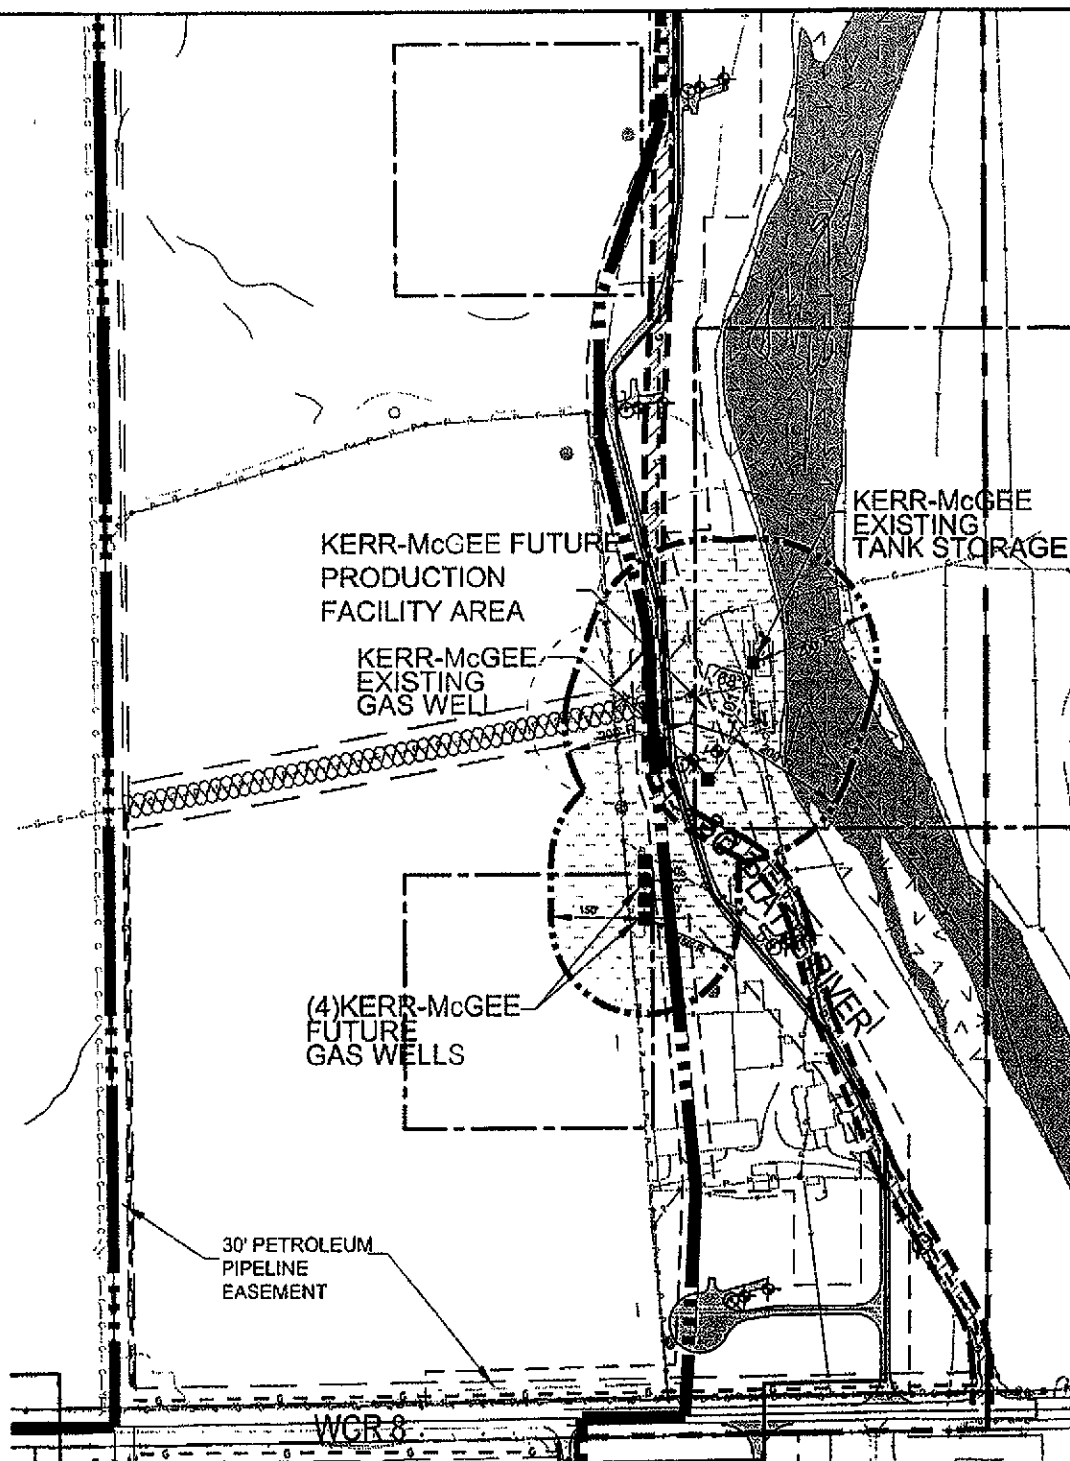 KERR-McGEE
EXISTING
TANK STORAGE
KERR-McGEE FUTURE
PRODUCTION
FACILITY AREA
KERR-McGEE
EXISTING
GAS WELL
150'
RIVER
(4)KERR-McGEE
FUTURE
GAS WELLS
30' PETROLEUM
PIPELINE
EASEMENT
WCR 8